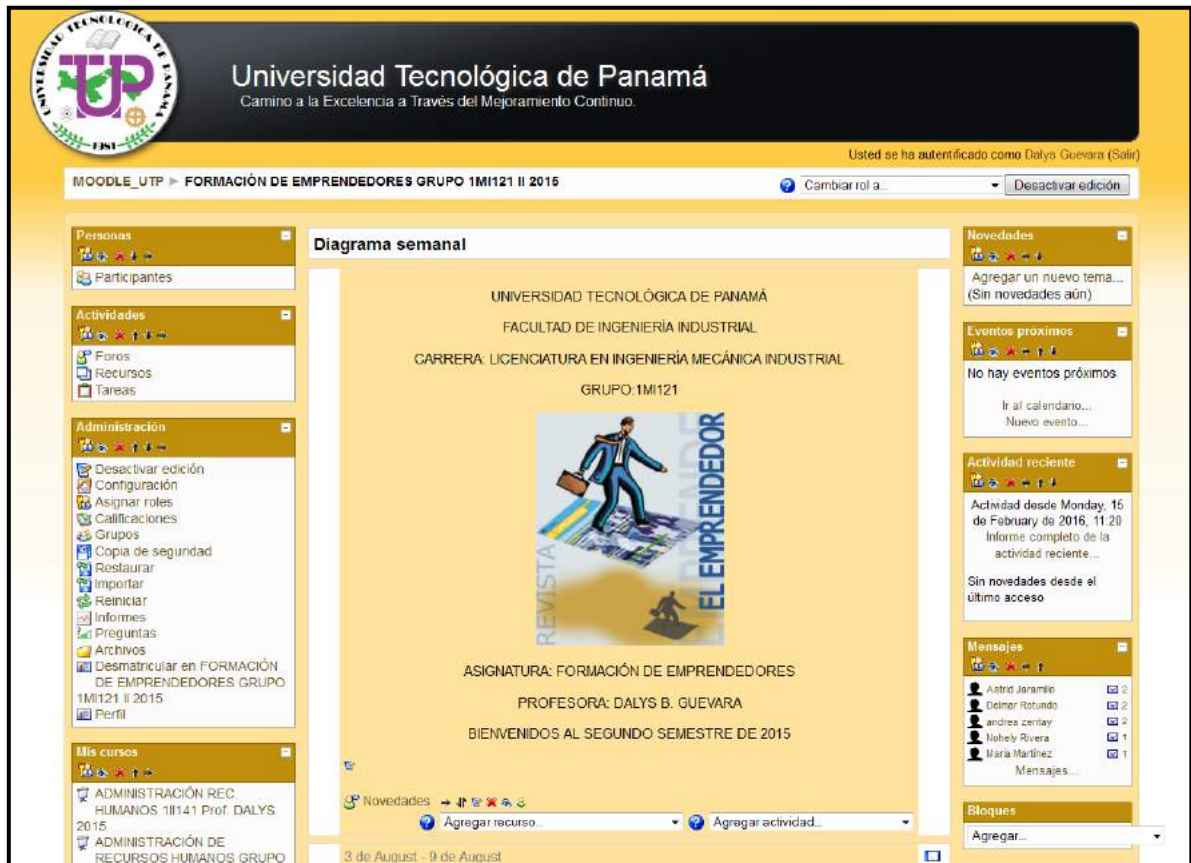 UNIVERSIDAD TECNOLÓGICA DE PANAMÁ
1981
UTP
Universidad Tecnológica de Panamá
Camino a la Excelencia a Través del Mejoramiento Continuo.
Usted se ha autentificado como Dalys Guevara (Salir)
MOODLE_UTP ► FORMACIÓN DE EMPRENDEDORES GRUPO 1MI121 II 2015
Cambiar rol a...
Desactivar edición
Personas
Participantes
Actividades
Foros
Recursos
Tareas
Administración
Desactivar edición
Configuración
Asignar roles
Calificaciones
Grupos
Copia de seguridad
Restaurar
Importar
Reiniciar
Informes
Preguntas
Archivos
Desmatricular en FORMACIÓN
DE EMPRENDEDORES GRUPO
1MI121 II 2015
Perfil
Mis cursos
ADMINISTRACIÓN REC
HUMANOS 1II141 Prof. DALYS
2015
ADMINISTRACIÓN DE
RECURSOS HUMANOS GRUPO
Diagrama semanal
UNIVERSIDAD TECNOLÓGICA DE PANAMÁ
FACULTAD DE INGENIERÍA INDUSTRIAL
CARRERA: LICENCIATURA EN INGENIERÍA MECÁNICA INDUSTRIAL
GRUPO:1MI121
REVISTA
EL EMPRENDEDOR
ASIGNATURA: FORMACIÓN DE EMPRENDEDORES
PROFESORA: DALYS B. GUEVARA
BIENVENIDOS AL SEGUNDO SEMESTRE DE 2015
Novedades
Agregar recurso...
Agregar actividad...
3 de August - 9 de August
Novedades
Agregar un nuevo tema...
(Sin novedades aún)
Eventos próximos
No hay eventos próximos
Ir al calendario...
Nuevo evento...
Actividad reciente
Actividad desde Monday, 15
de February de 2016, 11:20
Informe completo de la
actividad reciente...
Sin novedades desde el
último acceso
Mensajes
Astrid Jaramillo 2
Delmar Rotundo 2
andrea zentay 2
Nohely Rivera 1
María Martínez 1
Mensajes...
Bloques
Agregar...